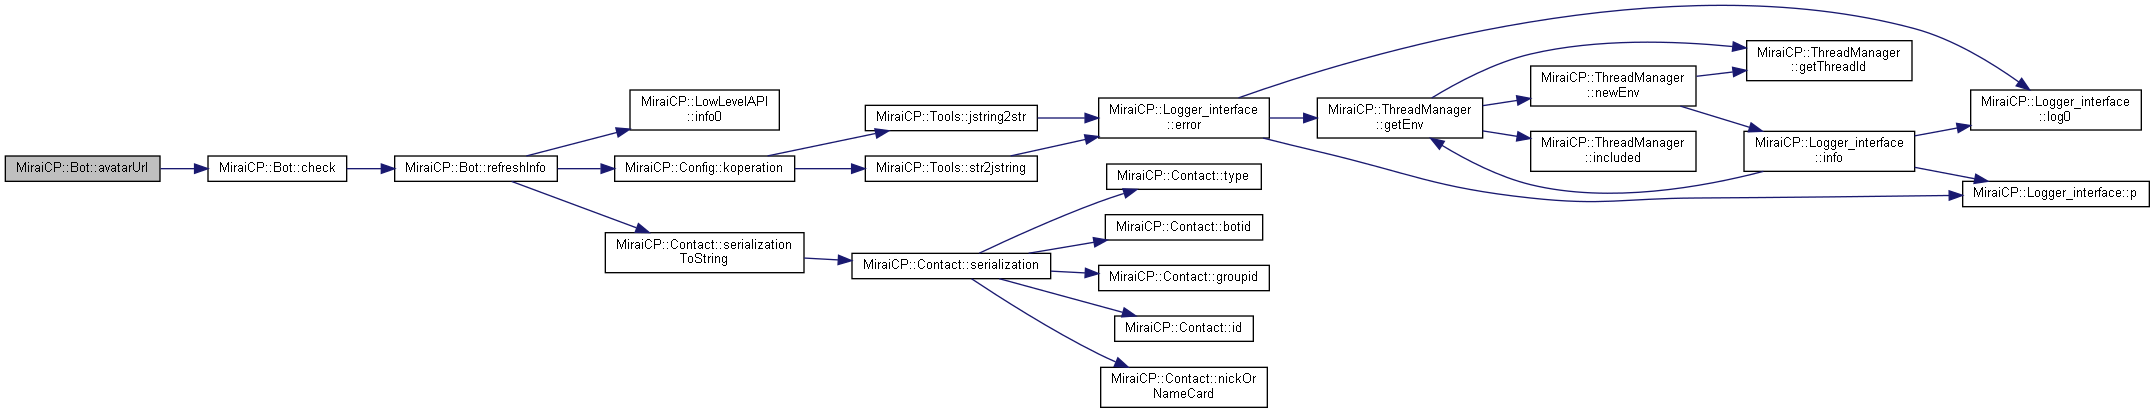 MiraiCP::Bot::avatarUrl
MiraiCP::Bot::check
MiraiCP::Bot::refreshInfo
MiraiCP::LowLevelAPI
::info0
MiraiCP::Config::koperation
MiraiCP::Contact::serialization
ToString
MiraiCP::Tools::jstring2str
MiraiCP::Tools::str2jstring
MiraiCP::Contact::serialization
MiraiCP::Logger_interface
::error
MiraiCP::Contact::type
MiraiCP::Contact::botid
MiraiCP::Contact::groupid
MiraiCP::Contact::id
MiraiCP::Contact::nickOr
NameCard
MiraiCP::ThreadManager
::getEnv
MiraiCP::ThreadManager
::newEnv
MiraiCP::ThreadManager
::included
MiraiCP::ThreadManager
::getThreadId
MiraiCP::Logger_interface
::info
MiraiCP::Logger_interface
::log0
MiraiCP::Logger_interface::p